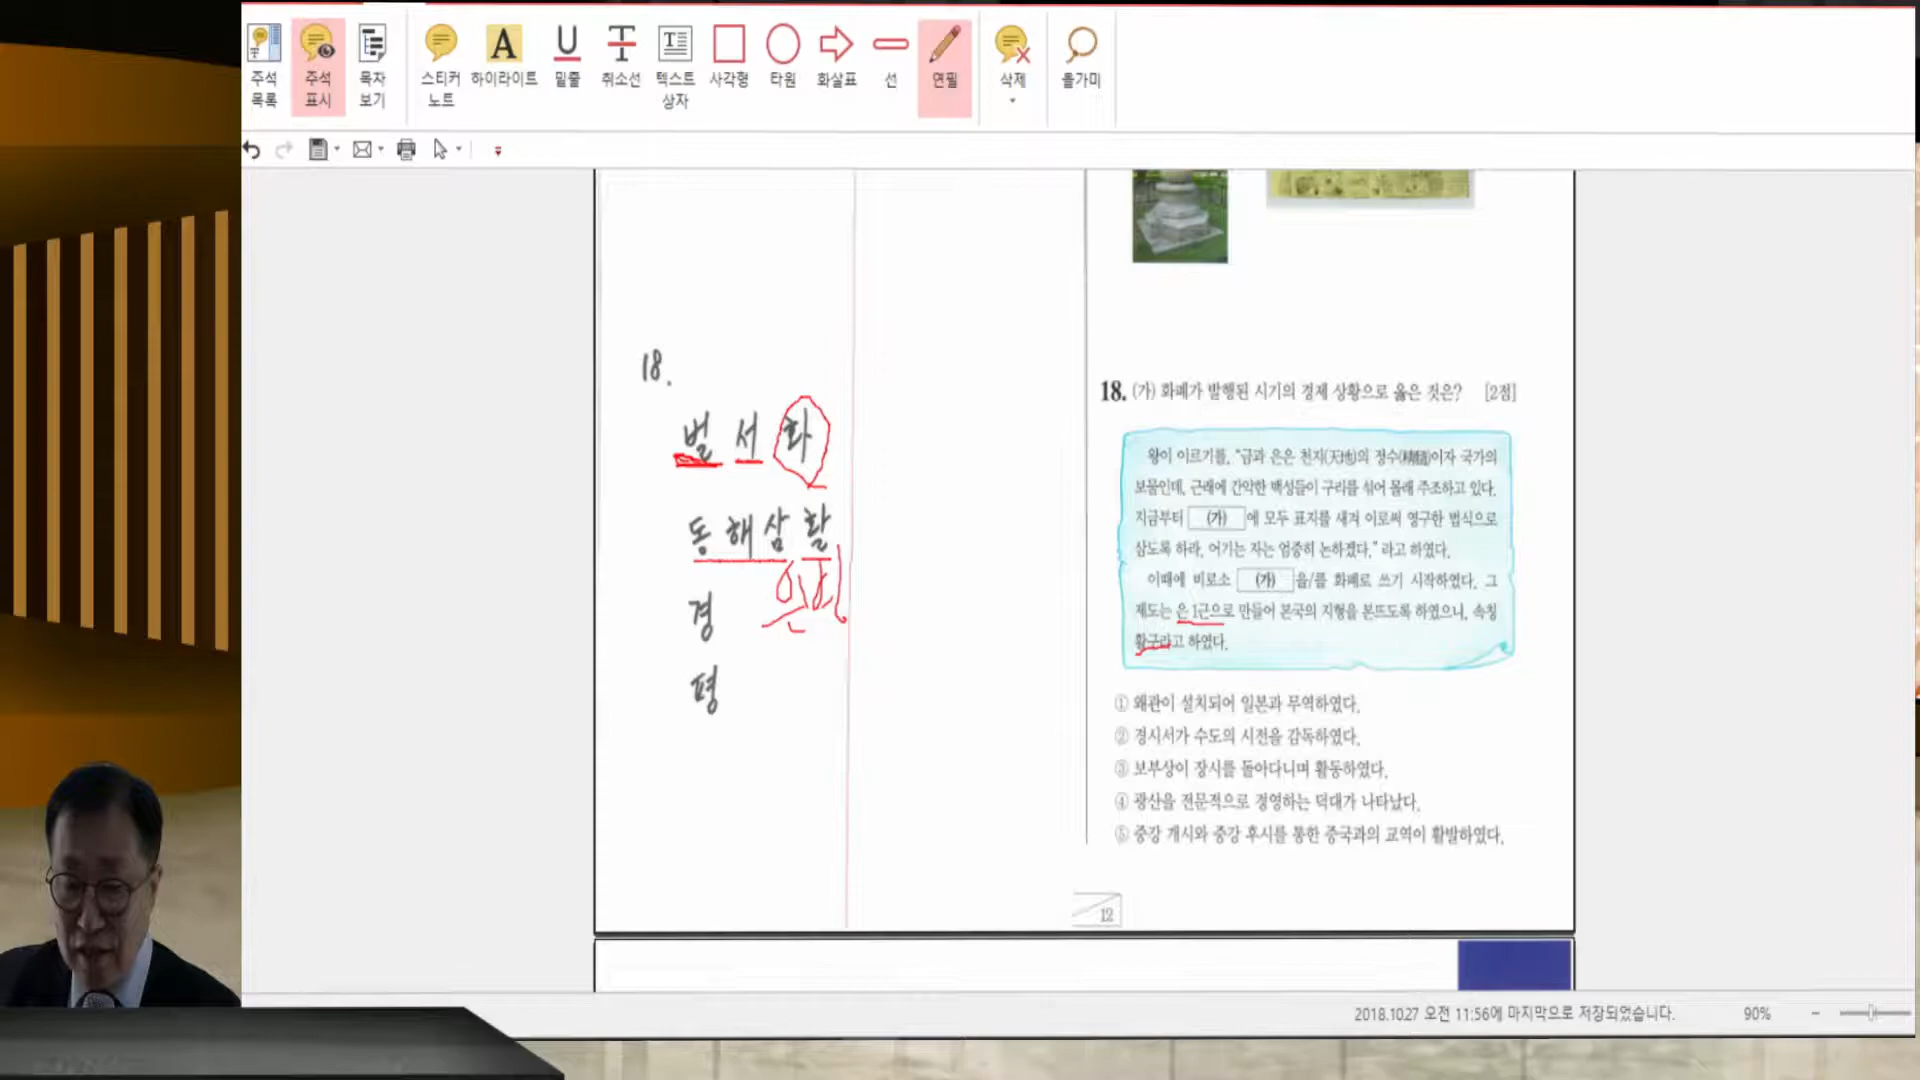 주석 목록
주석 표시
목차 보기
스티커 노트
하이라이트
밑줄
취소선
텍스트 상자
사각형
타원
화살표
선
연필
삭제
올가미
18.
벌 서 화
동 해 삼 활
은병
경
평
18. (가) 화폐가 발행된 시기의 경제 상황으로 옳은 것은? [2점]
왕이 이르기를, "금과 은은 천지(天地)의 정수(精髓)이자 국가의
보물인데, 근래에 간악한 백성들이 구리를 섞어 몰래 주조하고 있다.
지금부터 (가) 에 모두 표지를 새겨 이로써 영구한 법식으로
삼도록 하라. 어기는 자는 엄중히 논하겠다." 라고 하였다.
이때에 비로소 (가) 을/를 화폐로 쓰기 시작하였다. 그
제도는 은 1근으로 만들어 본국의 지형을 본뜨도록 하였으니, 속칭
활구라고 하였다.
① 왜관이 설치되어 일본과 무역하였다.
② 경시서가 수도의 시전을 감독하였다.
③ 보부상이 장시를 돌아다니며 활동하였다.
④ 광산을 전문적으로 경영하는 덕대가 나타났다.
⑤ 중강 개시와 중강 후시를 통한 중국과의 교역이 활발하였다.
12
2018.10.27 오전 11:56에 마지막으로 저장되었습니다.
90%